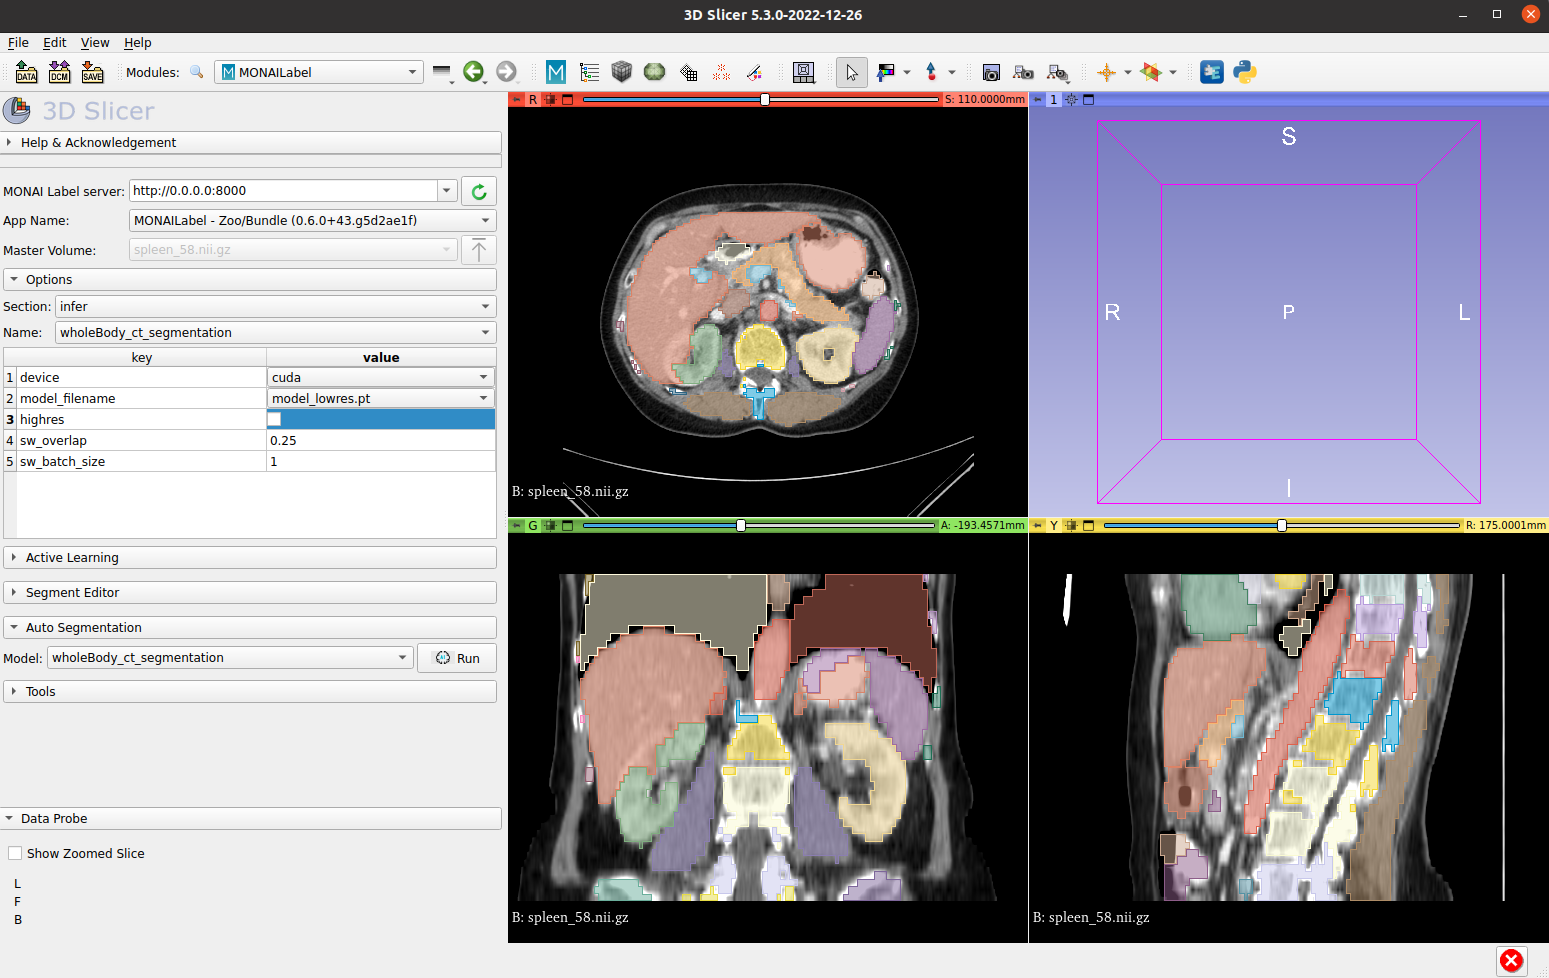 3D Slicer 5.3.0-2022-12-26
File Edit View Help
DATA DCM SAVE Modules: MONAILabel M
3D Slicer
Help & Acknowledgement
MONAI Label server: http://0.0.0.0:8000
App Name: MONAILabel - Zoo/Bundle (0.6.0+43.g5d2ae1f)
Master Volume: spleen_58.nii.gz
Options
Section: infer
Name: wholeBody_ct_segmentation
key value
1 device cuda
2 model_filename model_lowres.pt
3 highres
4 sw_overlap 0.25
5 sw_batch_size 1
Active Learning
Segment Editor
Auto Segmentation
Model: wholeBody_ct_segmentation Run
Tools
Data Probe
Show Zoomed Slice
L
F
B
R S: 110.0000mm
B: spleen_58.nii.gz
1
S
R P L
I
G A: -193.4571mm
B: spleen_58.nii.gz
Y R: 175.0001mm
B: spleen_58.nii.gz